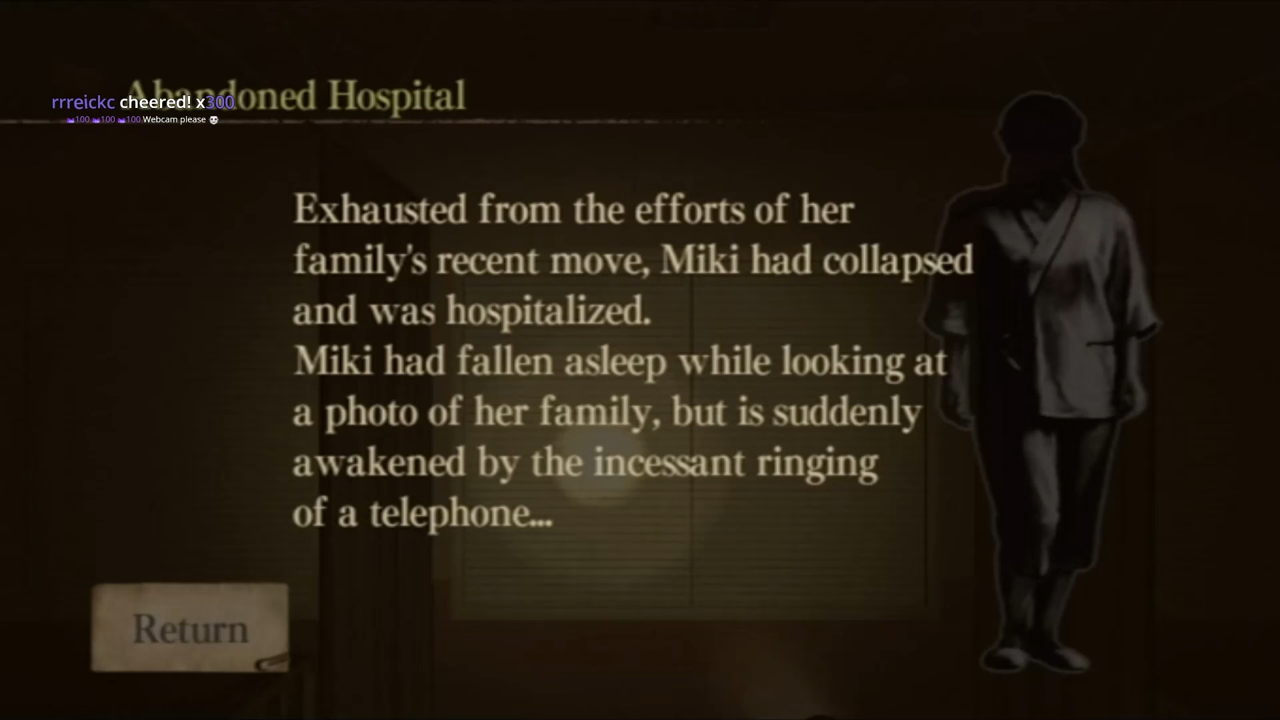 Abandoned Hospital
rrreickc cheered! x300
100 100 100 Webcam please
Exhausted from the efforts of her
family's recent move, Miki had collapsed
and was hospitalized.
Miki had fallen asleep while looking at
a photo of her family, but is suddenly
awakened by the incessant ringing
of a telephone...
Return